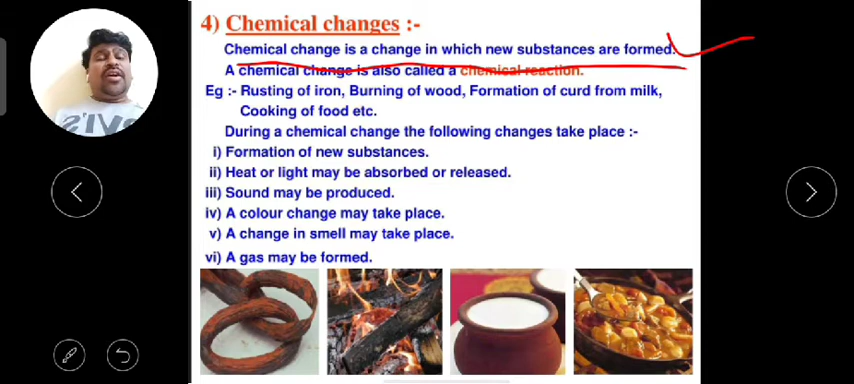 4) Chemical changes :-
Chemical change is a change in which new substances are formed.
A chemical change is also called a chemical reaction.
Eg :- Rusting of iron, Burning of wood, Formation of curd from milk,
Cooking of food etc.
During a chemical change the following changes take place :-
i) Formation of new substances.
ii) Heat or light may be absorbed or released.
iii) Sound may be produced.
iv) A colour change may take place.
v) A change in smell may take place.
vi) A gas may be formed.